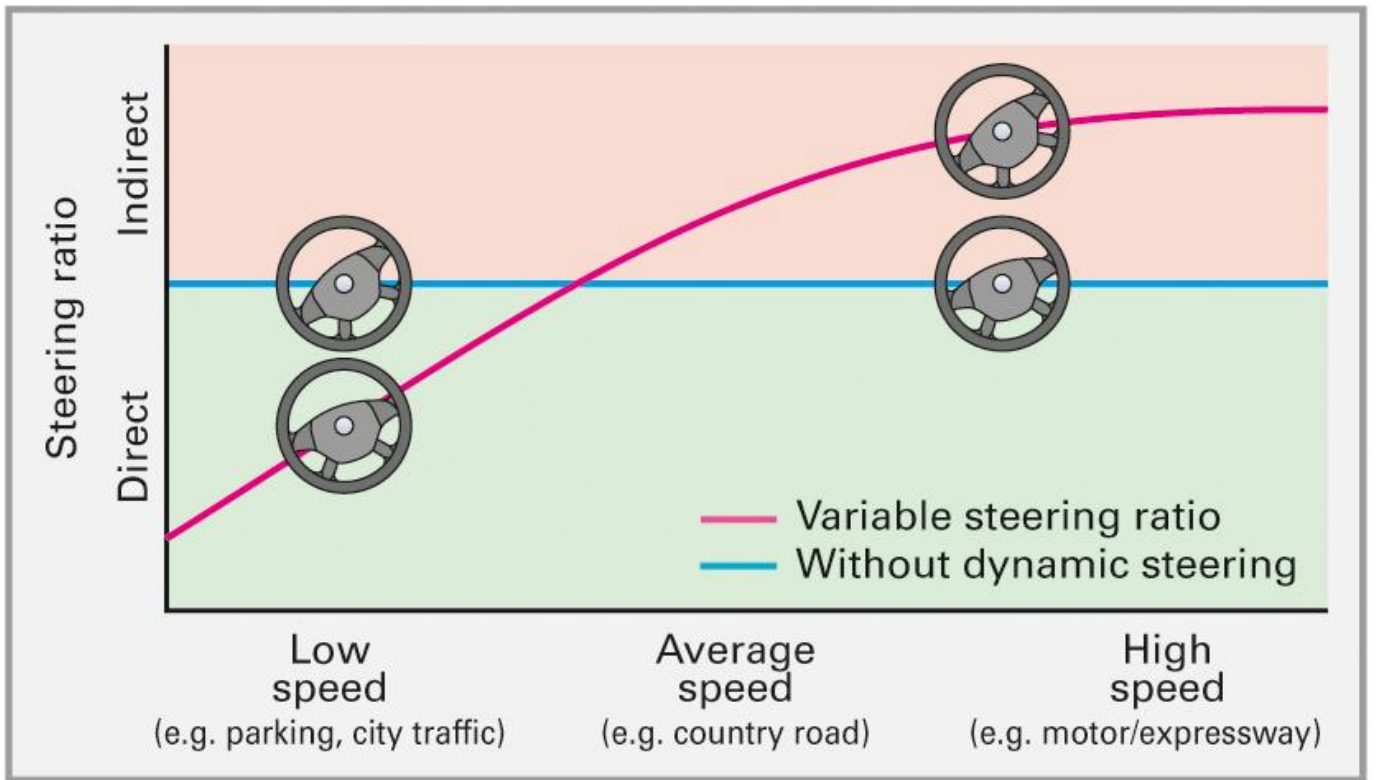 Steering ratio
Indirect
Direct
Variable steering ratio
Without dynamic steering
Low
speed
(e.g. parking, city traffic)
Average
speed
(e.g. country road)
High
speed
(e.g. motor/expressway)